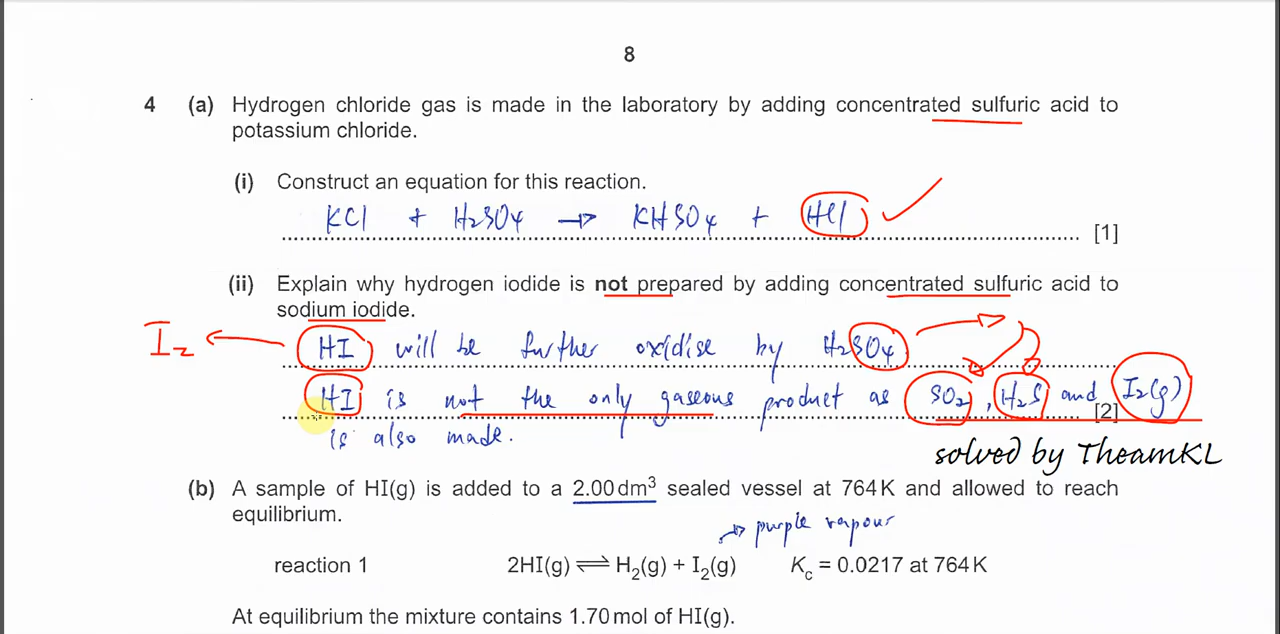 8
4 (a) Hydrogen chloride gas is made in the laboratory by adding concentrated sulfuric acid to
potassium chloride.
(i) Construct an equation for this reaction.
KCl + H₂SO₄ → KHSO₄ + HCl ✓
[1]
(ii) Explain why hydrogen iodide is not prepared by adding concentrated sulfuric acid to
sodium iodide.
I₂ ← HI will be further oxidise by H₂SO₄
HI is not the only gaseous product as SO₂, H₂S and I₂(g)
[2]
is also made.
solved by TheamKL
(b) A sample of HI(g) is added to a 2.00 dm³ sealed vessel at 764 K and allowed to reach
equilibrium.
→ purple vapour
reaction 1 2HI(g) ⇌ H₂(g) + I₂(g) Kc = 0.0217 at 764 K
At equilibrium the mixture contains 1.70 mol of HI(g).